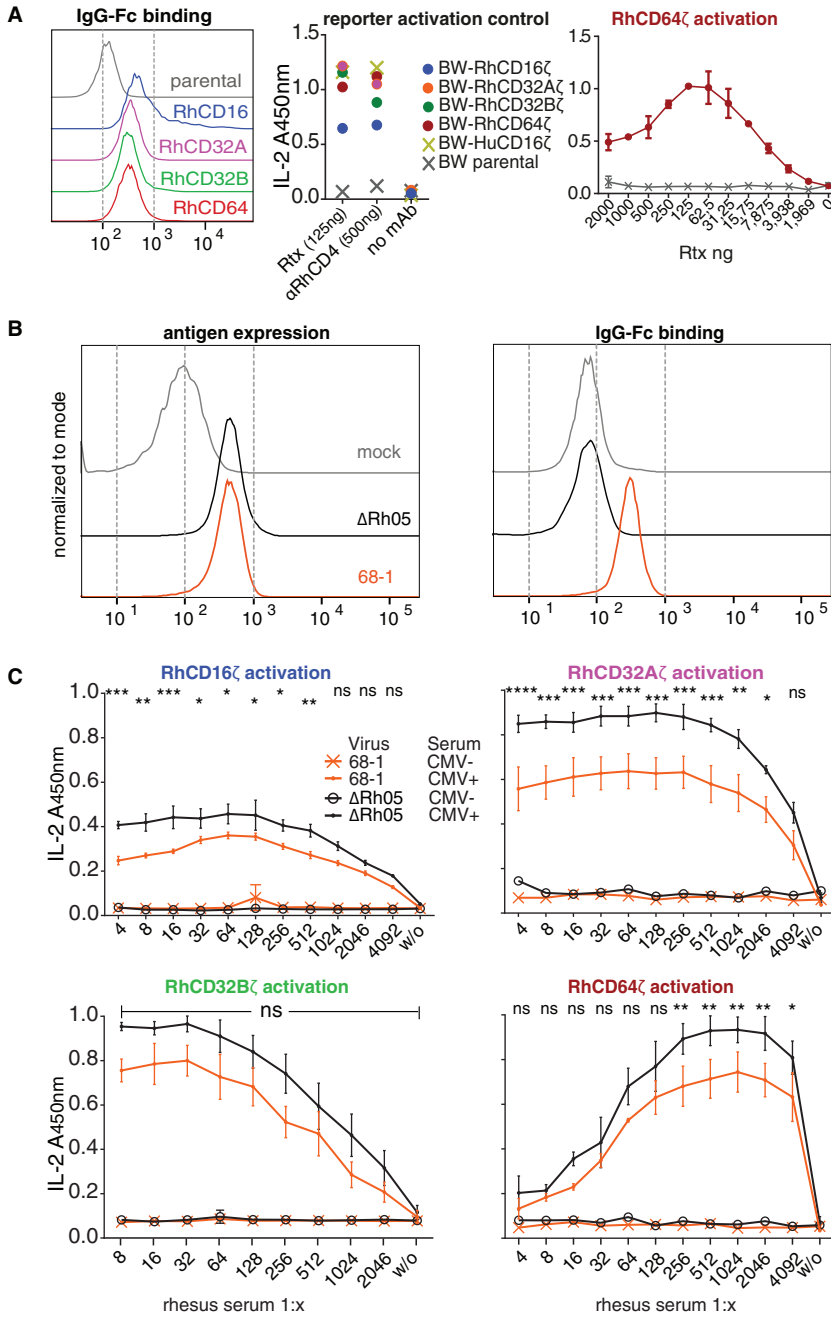 A
IgG-Fc binding
parental
RhCD16
RhCD32A
RhCD32B
RhCD64
10^2 10^3 10^4
reporter activation control
IL-2 A450nm
1.5
1.0
0.5
0.0
Rtx (125ng)
αRhCD4 (500ng)
no mAb
BW-RhCD16ζ
BW-RhCD32Aζ
BW-RhCD32Bζ
BW-RhCD64ζ
BW-HuCD16ζ
BW parental
RhCD64ζ activation
1.5
1.0
0.5
0.0
2000 1000 500 250 125 62,5 31,25 15,75 7,875 3,938 1,969 0
Rtx ng
B
antigen expression
normalized to mode
mock
ΔRh05
68-1
10^1 10^2 10^3 10^4 10^5
IgG-Fc binding
10^1 10^2 10^3 10^4 10^5
C
RhCD16ζ activation
*** ** *** * * * * ** ns ns ns
IL-2 A450nm
1.0
0.8
0.6
0.4
0.2
0.0
Virus Serum
68-1 CMV-
68-1 CMV+
ΔRh05 CMV-
ΔRh05 CMV+
4 8 16 32 64 128 256 512 1024 2046 4092 w/o
RhCD32Aζ activation
**** *** *** *** *** *** *** *** ** * ns
4 8 16 32 64 128 256 512 1024 2046 4092 w/o
RhCD32Bζ activation
ns
IL-2 A450nm
1.0
0.8
0.6
0.4
0.2
0.0
8 16 32 64 128 256 512 1024 2046 w/o
rhesus serum 1:x
RhCD64ζ activation
ns ns ns ns ns ns ** ** ** ** *
4 8 16 32 64 128 256 512 1024 2046 4092 w/o
rhesus serum 1:x